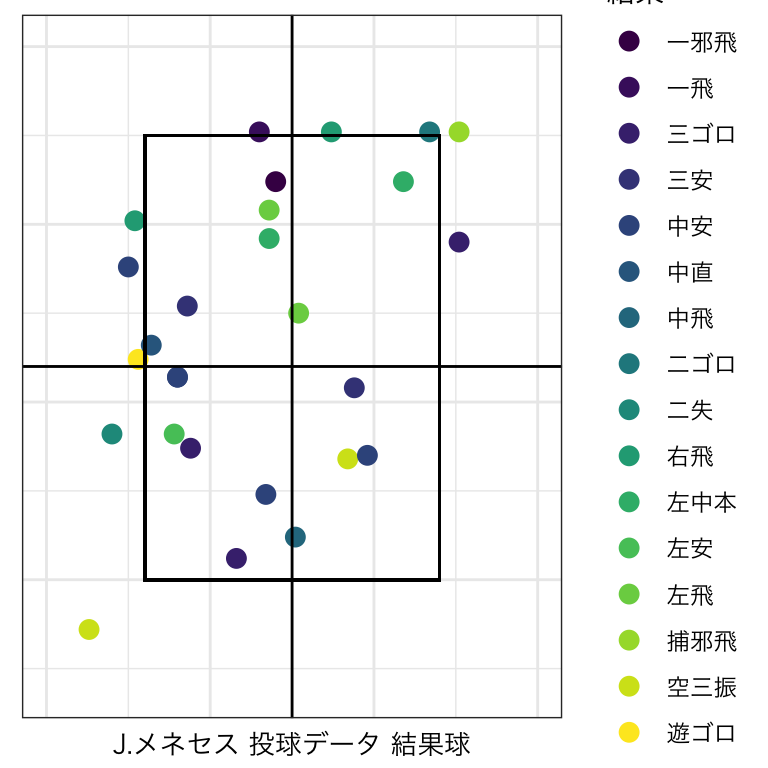 一邪飛
一飛
三ゴロ
三安
中安
中直
中飛
二ゴロ
二失
右飛
左中本
左安
左飛
捕邪飛
空三振
遊ゴロ
J.メネセス 投球データ 結果球